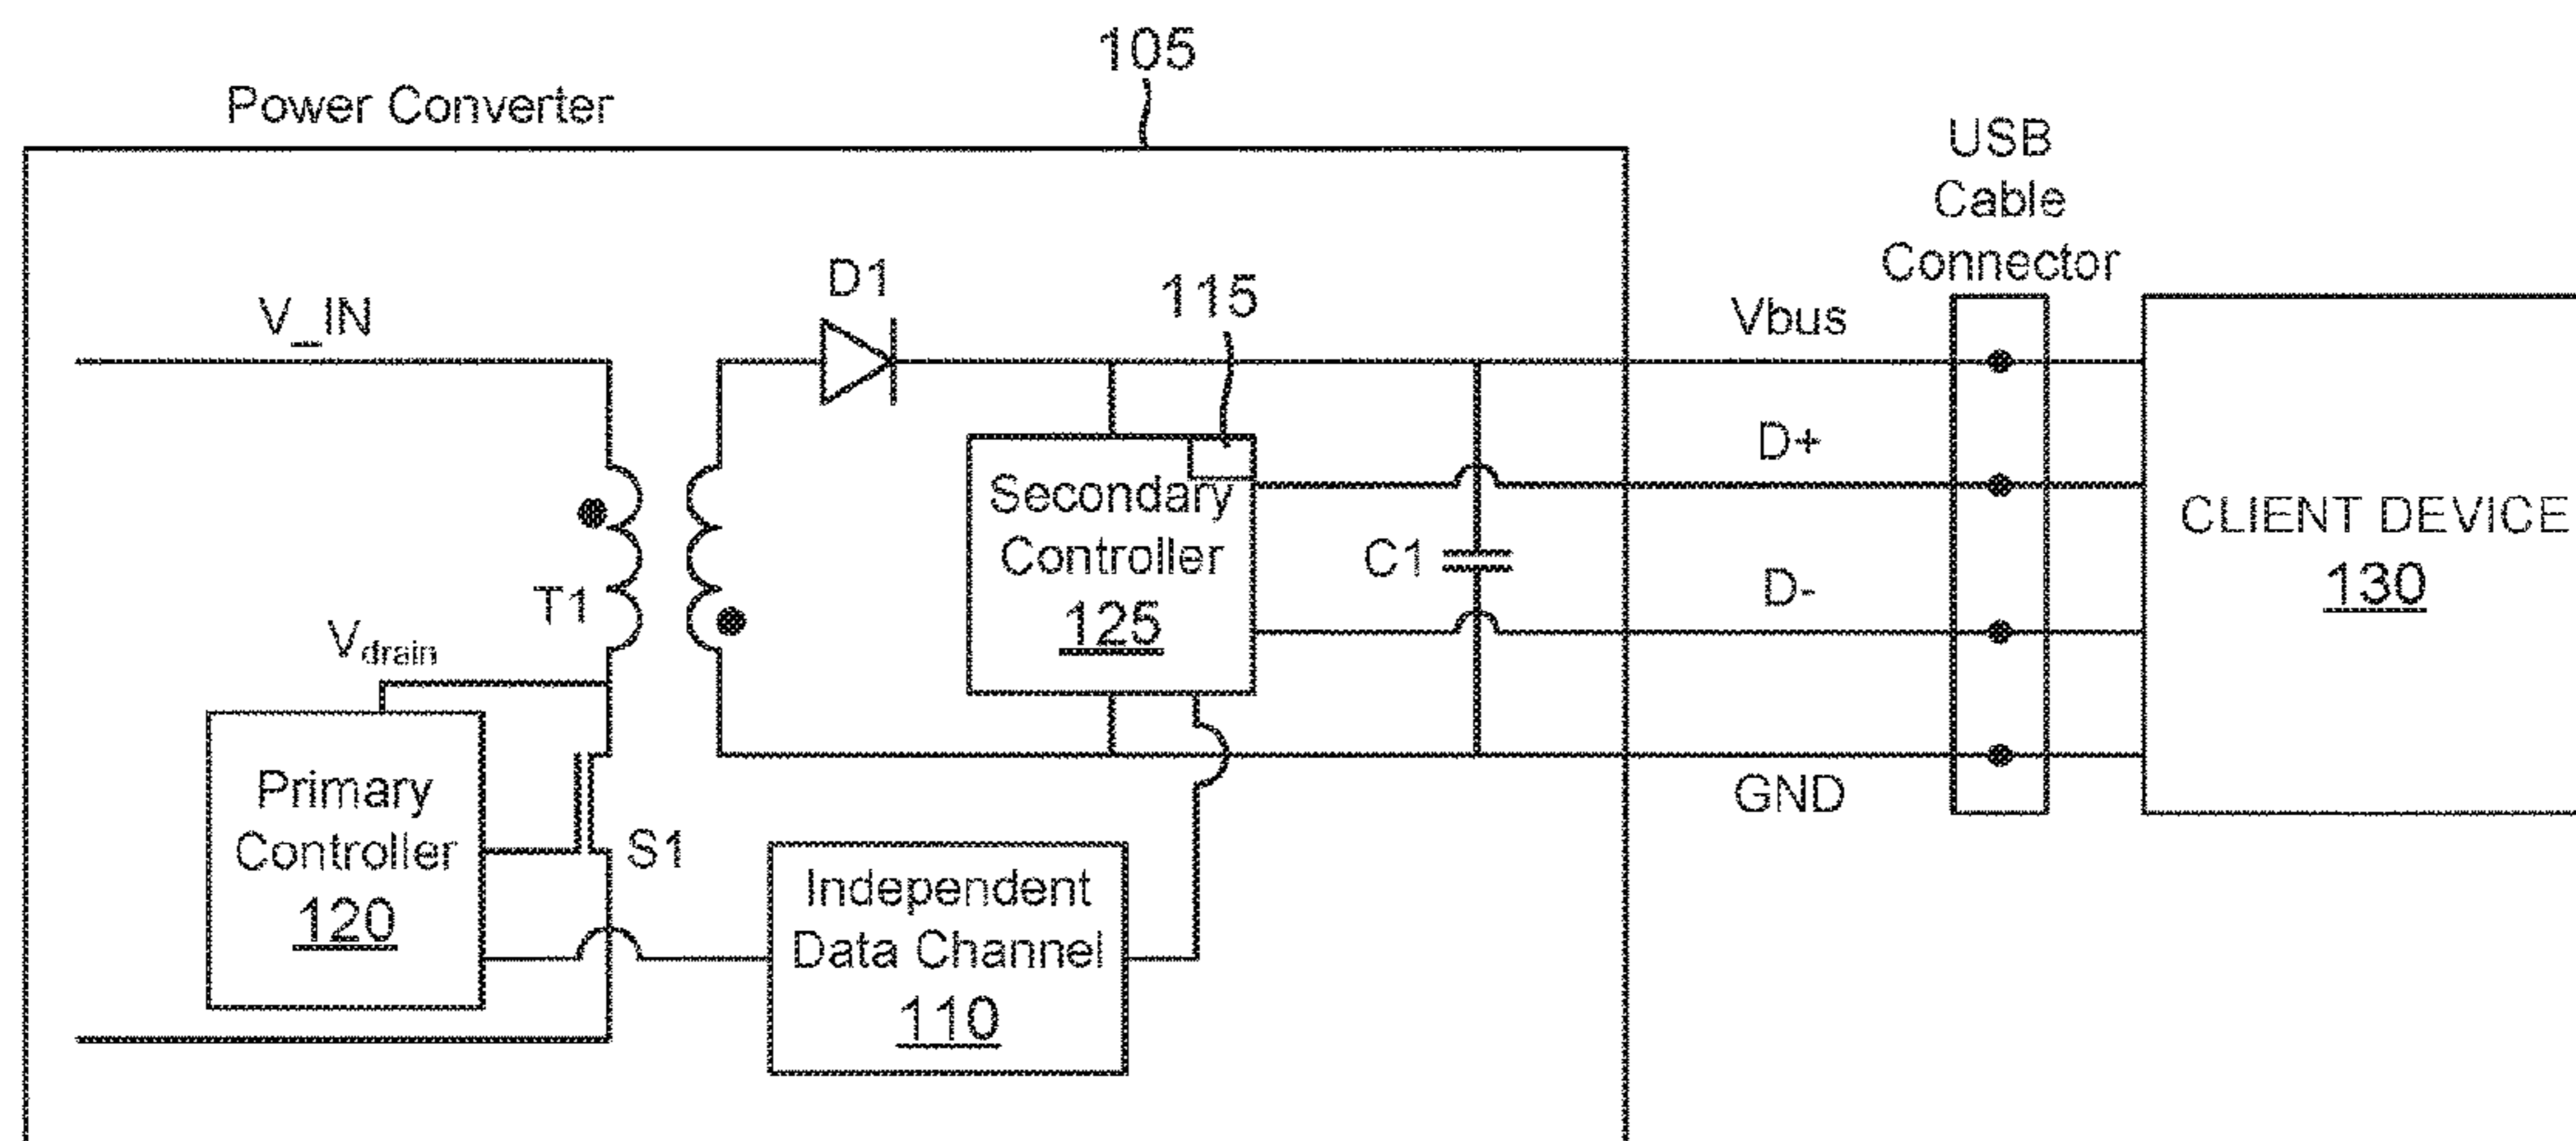 105
Power Converter
USB
Cable
Connector
D1
115
V_IN
Vbus
D+
Secondary
Controller
125
C1
CLIENT DEVICE
130
T1
D-
Vdrain
Primary
Controller
120
S1
GND
Independent
Data Channel
110